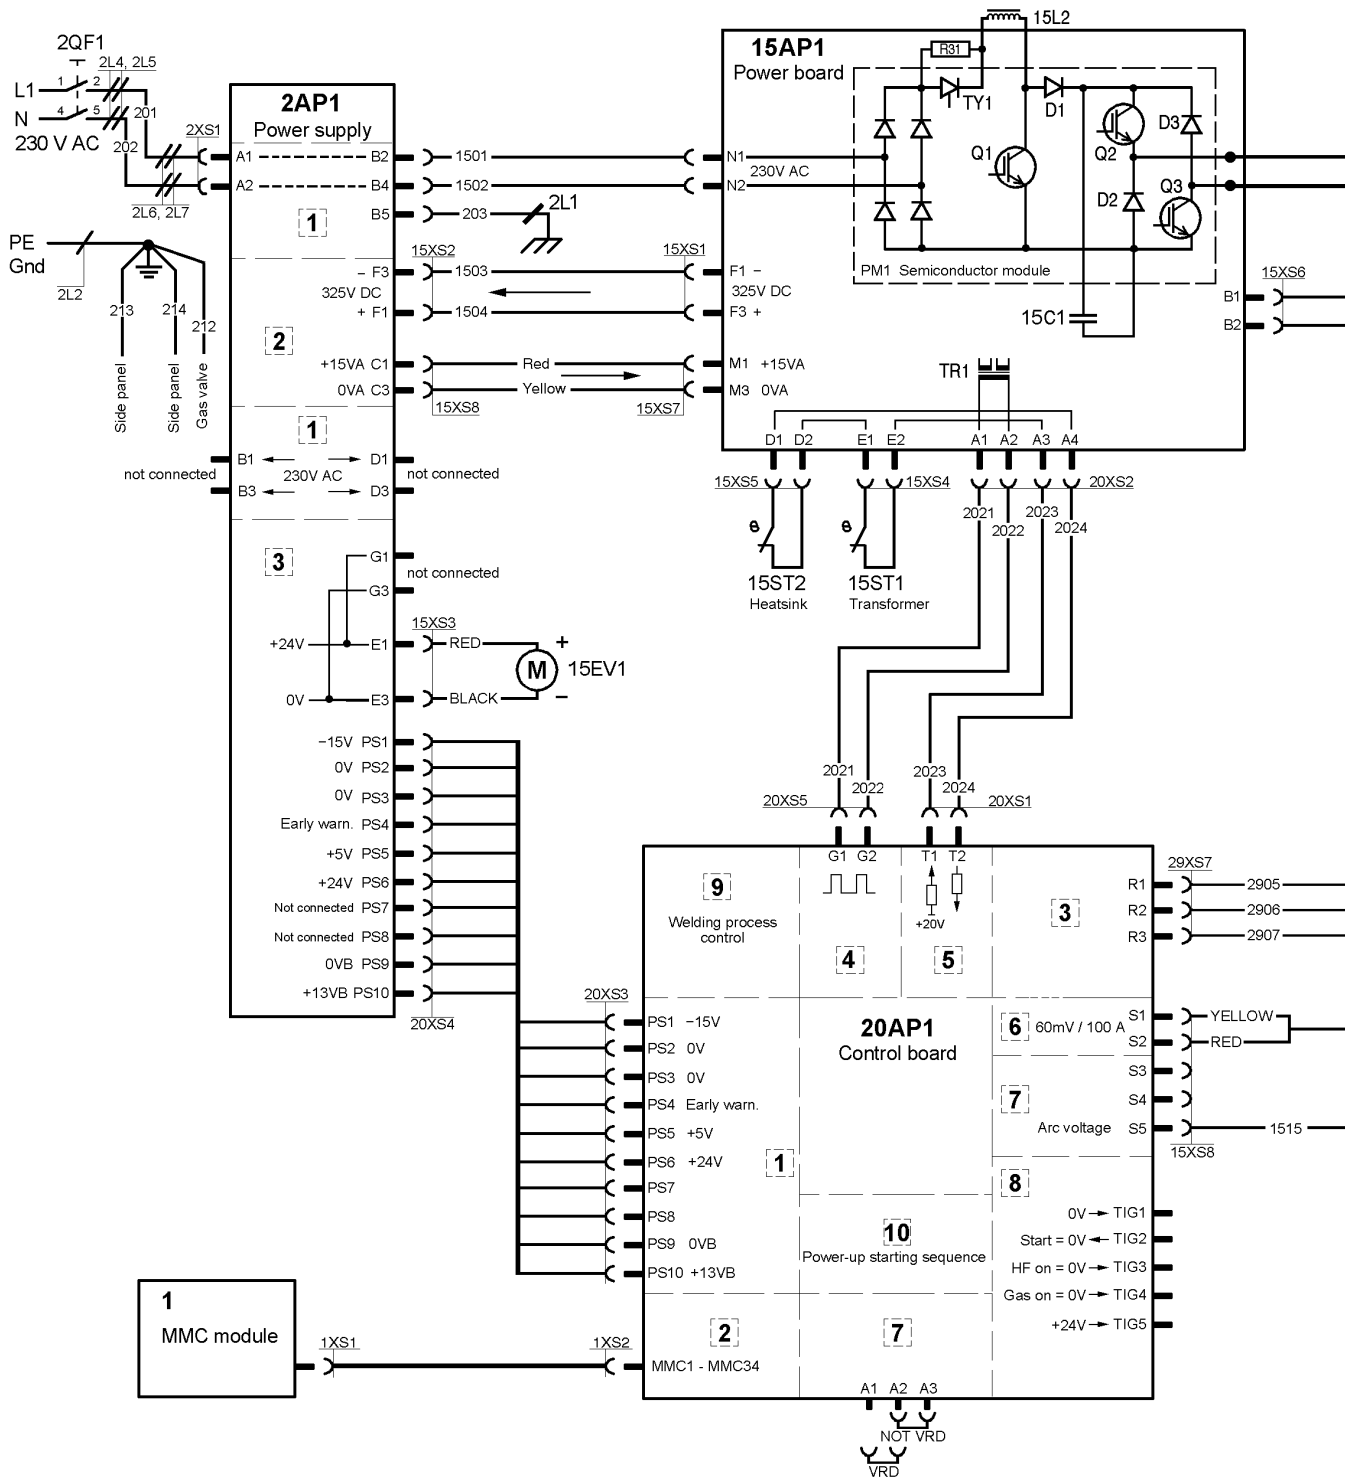 15L2
2QF1
15AP1
Power board
R31
2L4, 2L5
TY1
D1
D3
L1
1
2
2AP1
201
N
4
5
Power supply
Q1
Q2
230 V AC
202
2XS1
A1
B2
1501
N1
230V AC
A2
B4
1502
N2
D2
Q3
2L6, 2L7
1
B5
203
2L1
PE
Gnd
15XS2
15XS1
PM1 Semiconductor module
– F3
1503
F1 –
15XS6
2L2
325V DC
325V DC
B1
213
214
212
+ F1
1504
F3 +
15C1
B2
2
Side panel
Side panel
Gas valve
+15VA C1
Red
M1 +15VA
TR1
0VA C3
Yellow
M3 0VA
15XS8
15XS7
1
D1
D2
E1
E2
A1
A2
A3
A4
not connected
B1
230V AC
D1
not connected
B3
D3
15XS5
15XS4
20XS2
2021
2022
2023
2024
θ
θ
3
G1
not connected
G3
15ST2
Heatsink
15ST1
Transformer
15XS3
+24V
E1
RED
+
M
15EV1
0V
E3
BLACK
–
–15V PS1
0V PS2
0V PS3
Early warn. PS4
+5V PS5
+24V PS6
Not connected PS7
Not connected PS8
0VB PS9
+13VB PS10
20XS4
2021
2022
2023
2024
20XS5
20XS1
G1
G2
T1
T2
29XS7
9
Welding process
control
+20V
3
R1
2905
R2
2906
R3
2907
4
5
20XS3
20AP1
Control board
PS1 –15V
PS2 0V
PS3 0V
PS4 Early warn.
PS5 +5V
PS6 +24V
PS7
PS8
PS9 0VB
PS10 +13VB
6
60mV / 100 A
S1
YELLOW
S2
RED
S3
7
S4
Arc voltage
S5
1515
15XS8
1
8
10
Power-up starting sequence
0V
TIG1
Start = 0V
TIG2
HF on = 0V
TIG3
Gas on = 0V
TIG4
+24V
TIG5
1
MMC module
1XS1
1XS2
2
7
MMC1 - MMC34
A1
A2
A3
NOT VRD
VRD